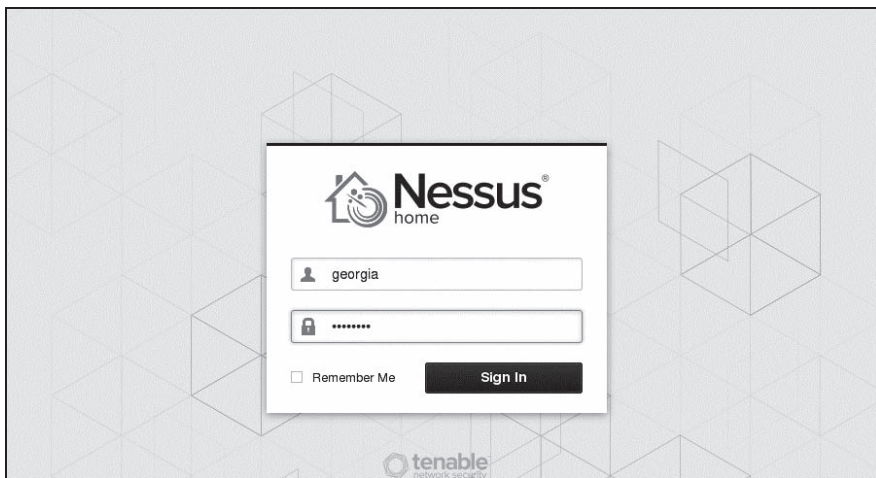 Nessus®
home
georgia
••••••••
Remember Me
Sign In
tenable
network security